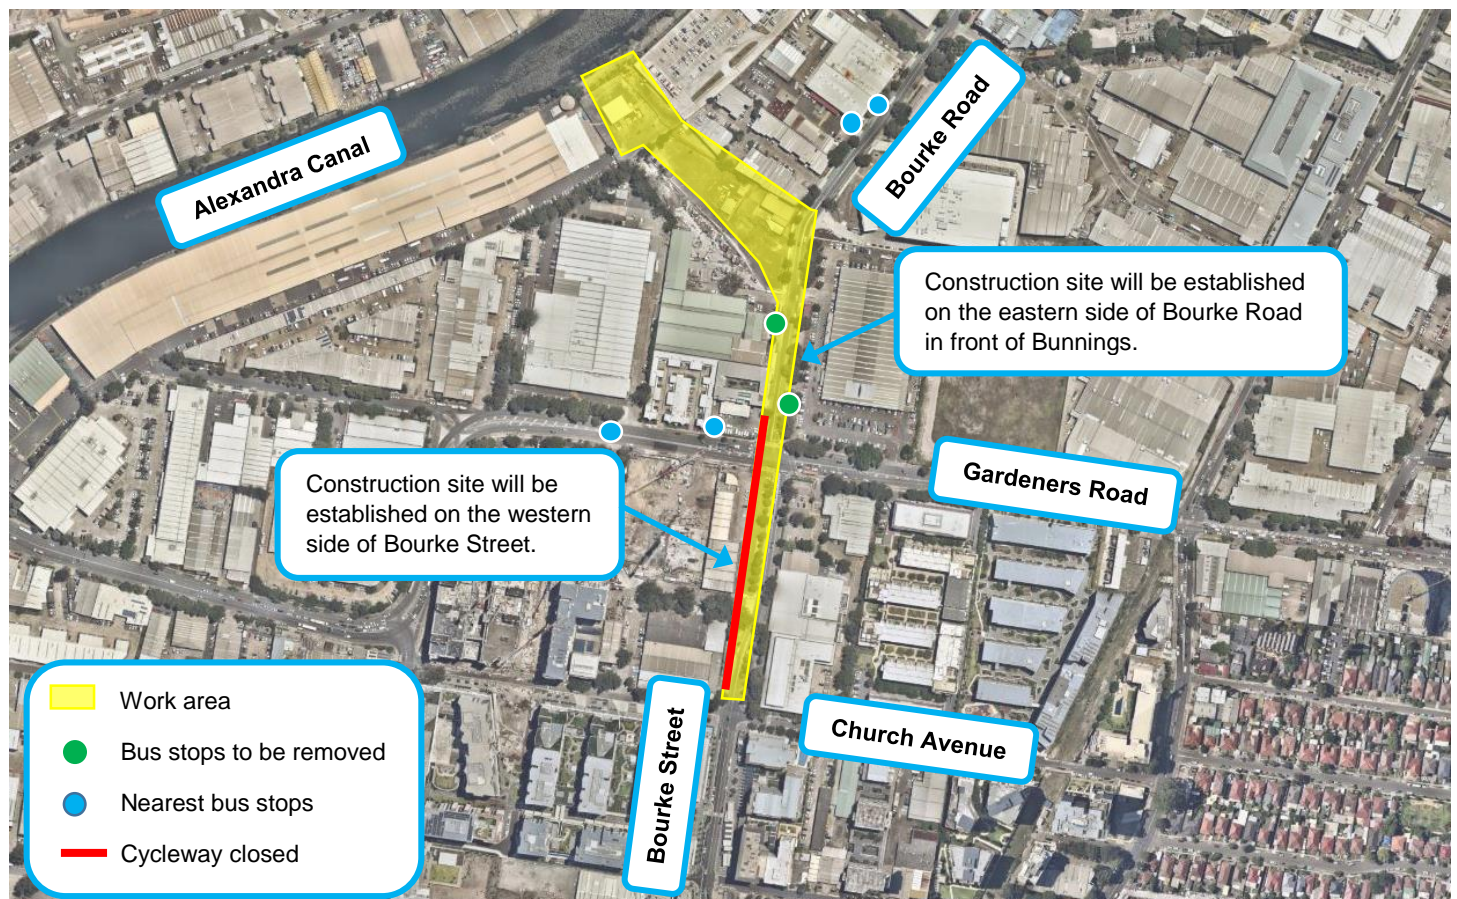 Alexandra Canal
Bourke Road
Construction site will be established
on the eastern side of Bourke Road
in front of Bunnings.
Gardeners Road
Construction site will be
established on the western
side of Bourke Street.
Bourke Street
Church Avenue
Work area
Bus stops to be removed
Nearest bus stops
Cycleway closed